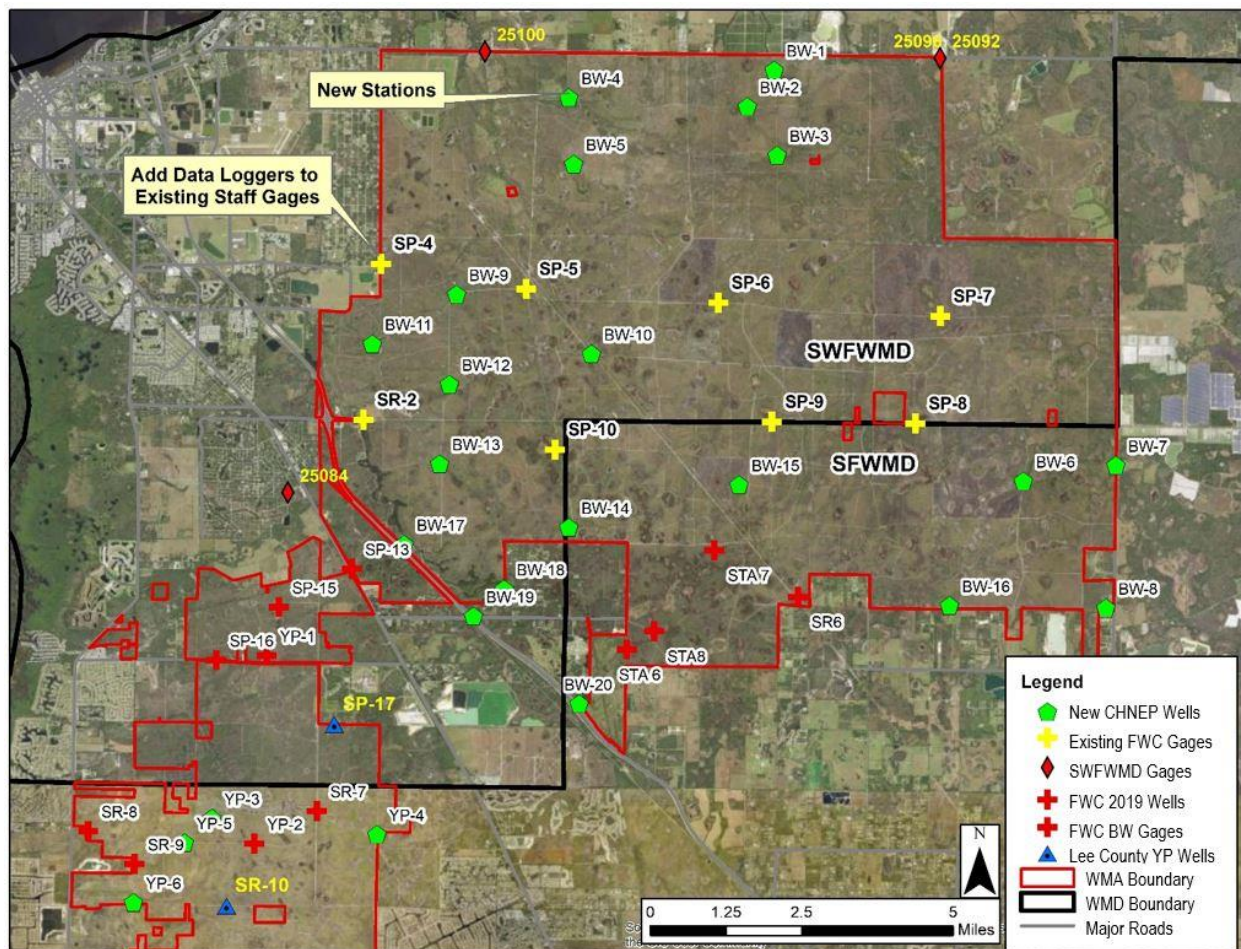 25100
25096
25092
BW-1
BW-4
New Stations
BW-2
BW-3
BW-5
Add Data Loggers to
Existing Staff Gages
SP-4
BW-9
SP-5
SP-6
SP-7
BW-11
BW-10
SWFWMD
BW-12
SR-2
SP-9
SP-8
SP-10
BW-13
SFWMD
BW-7
BW-15
BW-6
25084
BW-14
BW-17
SP-13
STA 7
BW-18
SP-15
BW-16
BW-8
BW-19
SR6
YP-1
SP-16
STA8
STA 6
BW-20
SP-17
SR-7
YP-3
SR-8
YP-5
YP-2
YP-4
SR-9
YP-6
SR-10
Legend
New CHNEP Wells
Existing FWC Gages
SWFWMD Gages
FWC 2019 Wells
FWC BW Gages
Lee County YP Wells
WMA Boundary
WMD Boundary
Major Roads
N
0 1.25 2.5 5
Miles